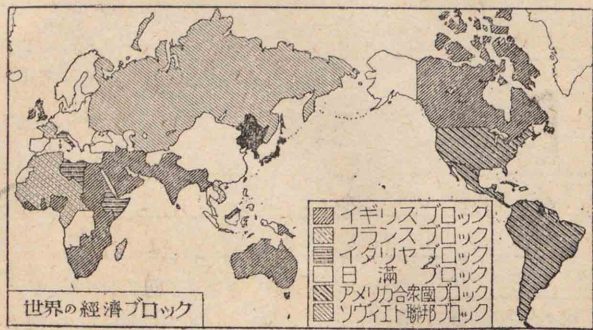 イギリスブロック
フランスブロック
イタリヤブロック
日滿ブロック
アメリカ合衆國ブロック
ソヴィエト聯邦ブロック
世界の經濟ブロック